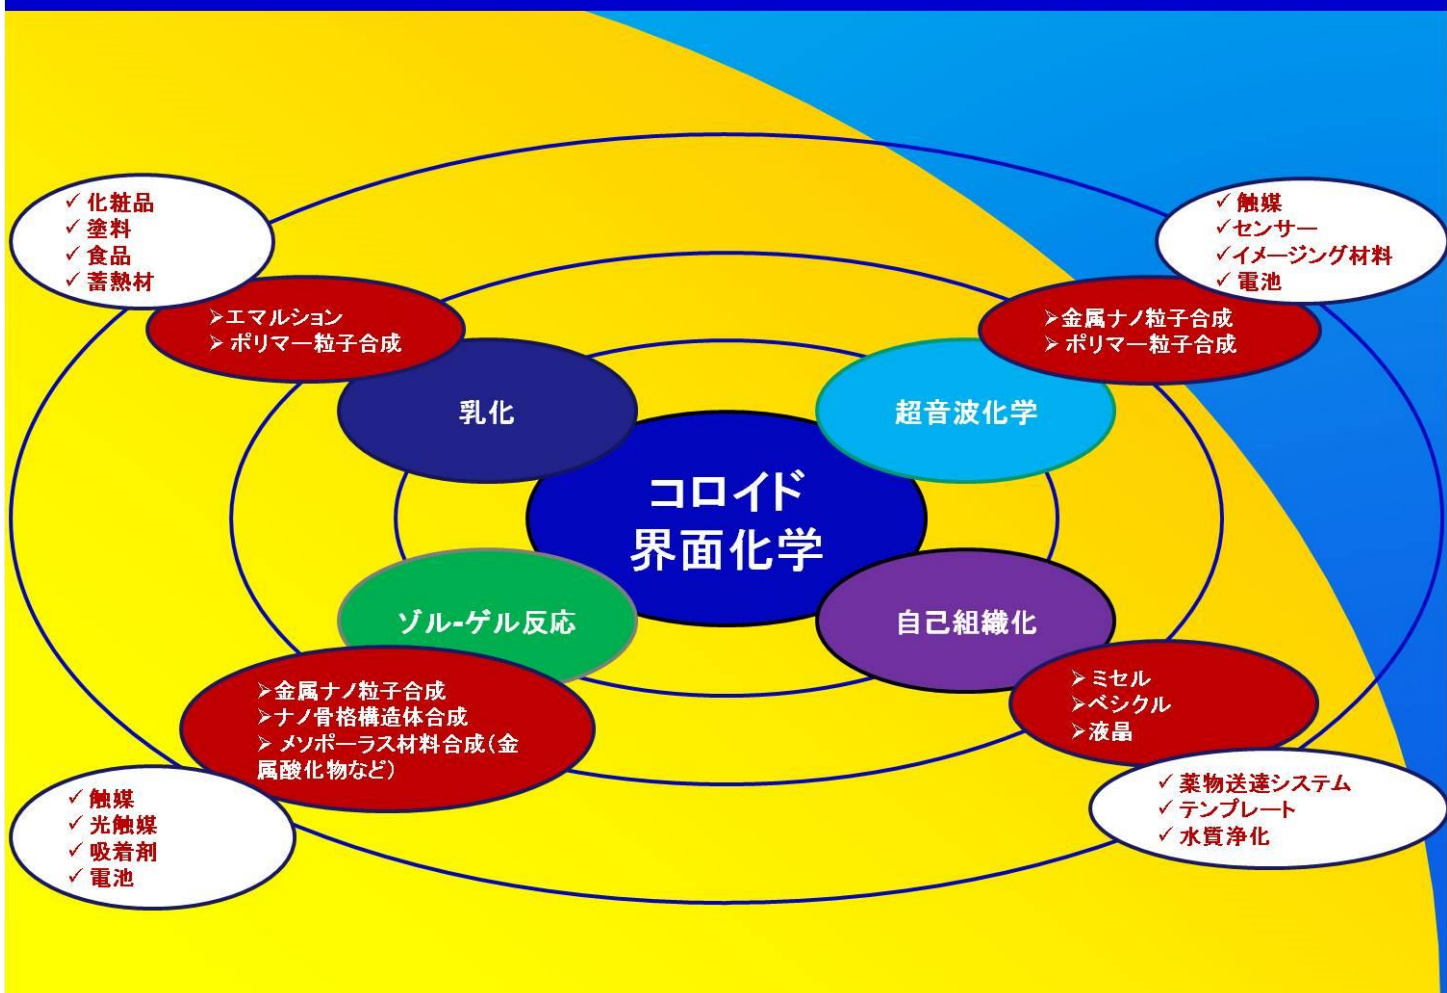 ✓ 化粧品
✓ 塗料
✓ 食品
✓ 蓄熱材
✓ 触媒
✓センサー
✓イメージング材料
✓ 電池
➢エマルション
➢ ポリマー粒子合成
➢金属ナノ粒子合成
➢ ポリマー粒子合成
乳化
超音波化学
コロイド
界面化学
ゾル-ゲル反応
自己組織化
➢金属ナノ粒子合成
➢ナノ骨格構造体合成
➢ メソポーラス材料合成(金
属酸化物など)
➢ミセル
➢ベシクル
➢液晶
✓ 触媒
✓ 光触媒
✓ 吸着剤
✓ 電池
✓ 薬物送達システム
✓ テンプレート
✓ 水質浄化